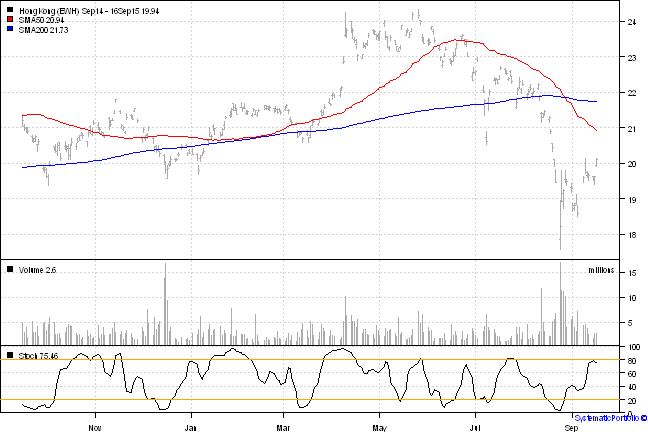 Hong Kong (EWH) Sep14 - 16Sep15 19.94
SMA50 20.94
SMA200 21.73
24
23
22
21
20
19
18
Volume 2.6
millions
15
10
5
Stoch 75.46
100
80
60
40
20
0
Nov
Jan
Mar
May
Jul
Sep
SystematicPortfolio ©